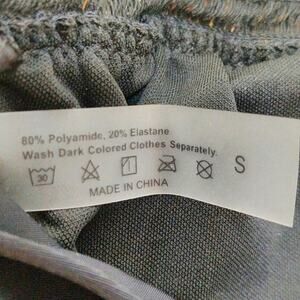 80% Polyamide, 20% Elastane
Wash Dark Colored Clothes Separately.
30 S
MADE IN CHINA